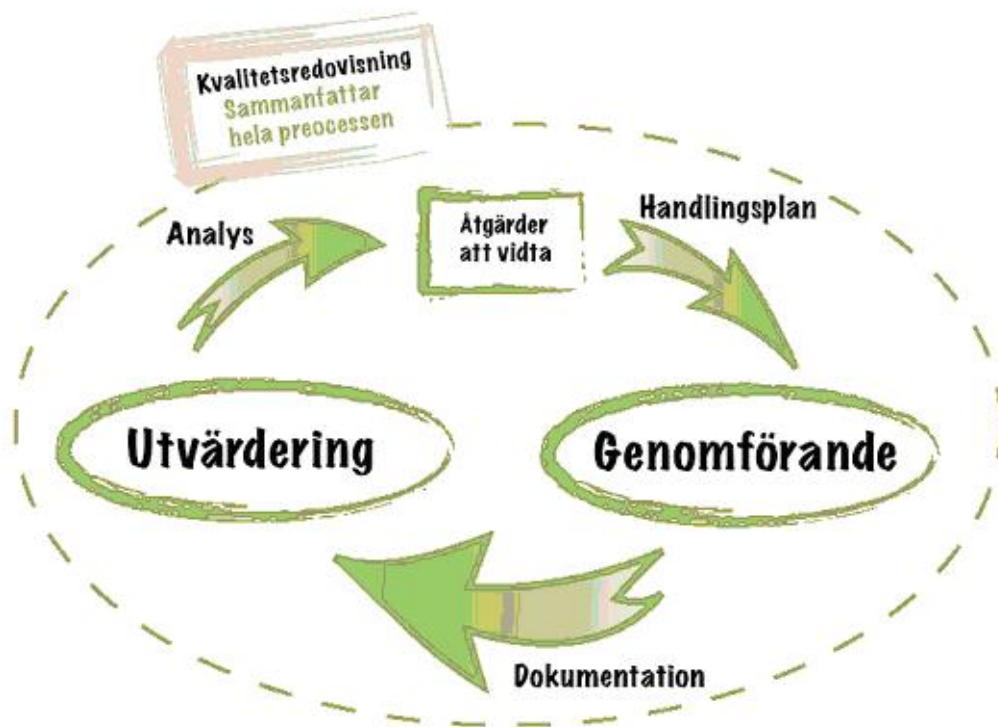 Kvalitetsredovisning
Sammanfattar
hela preocessen
Analys
Åtgärder
att vidta
Handlingsplan
Utvärdering
Genomförande
Dokumentation